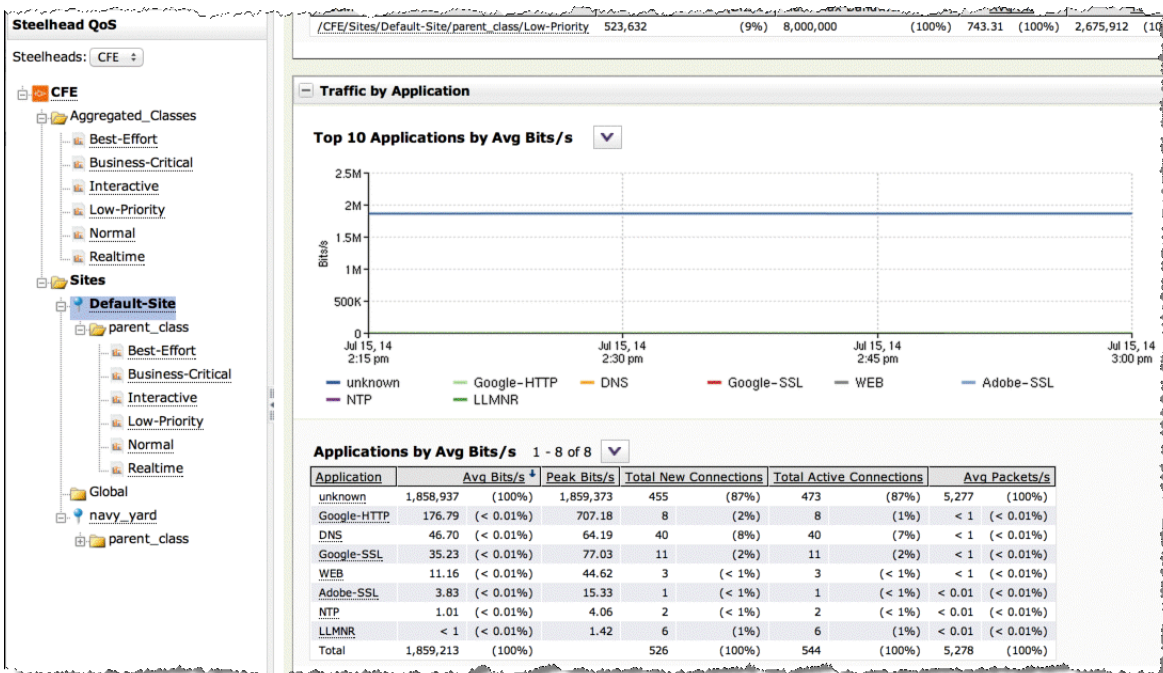 Steelhead QoS
Steelheads: CFE
CFE
Aggregated_Classes
Best-Effort
Business-Critical
Interactive
Low-Priority
Normal
Realtime
Sites
Default-Site
parent_class
Best-Effort
Business-Critical
Interactive
Low-Priority
Normal
Realtime
Global
navy_yard
parent_class
/CFE/Sites/Default-Site/parent_class/Low-Priority 523,632 (9%) 8,000,000 (100%) 743.31 (100%) 2,675,912 (10
Traffic by Application
Top 10 Applications by Avg Bits/s
2.5M
2M
1.5M
1M
500K
0
Bits/s
Jul 15, 14 Jul 15, 14 Jul 15, 14 Jul 15, 14
2:15 pm 2:30 pm 2:45 pm 3:00 pm
unknown Google-HTTP DNS Google-SSL WEB Adobe-SSL
NTP LLMNR
Applications by Avg Bits/s 1 - 8 of 8
Application Avg Bits/s Peak Bits/s Total New Connections Total Active Connections Avg Packets/s
unknown 1,858,937 (100%) 1,859,373 455 (87%) 473 (87%) 5,277 (100%)
Google-HTTP 176.79 (< 0.01%) 707.18 8 (2%) 8 (1%) < 1 (< 0.01%)
DNS 46.70 (< 0.01%) 64.19 40 (8%) 40 (7%) < 1 (< 0.01%)
Google-SSL 35.23 (< 0.01%) 77.03 11 (2%) 11 (2%) < 1 (< 0.01%)
WEB 11.16 (< 0.01%) 44.62 3 (< 1%) 3 (< 1%) < 1 (< 0.01%)
Adobe-SSL 3.83 (< 0.01%) 15.33 1 (< 1%) 1 (< 1%) < 0.01 (< 0.01%)
NTP 1.01 (< 0.01%) 4.06 2 (< 1%) 2 (< 1%) < 0.01 (< 0.01%)
LLMNR < 1 (< 0.01%) 1.42 6 (1%) 6 (1%) < 0.01 (< 0.01%)
Total 1,859,213 (100%) 526 (100%) 544 (100%) 5,278 (100%)